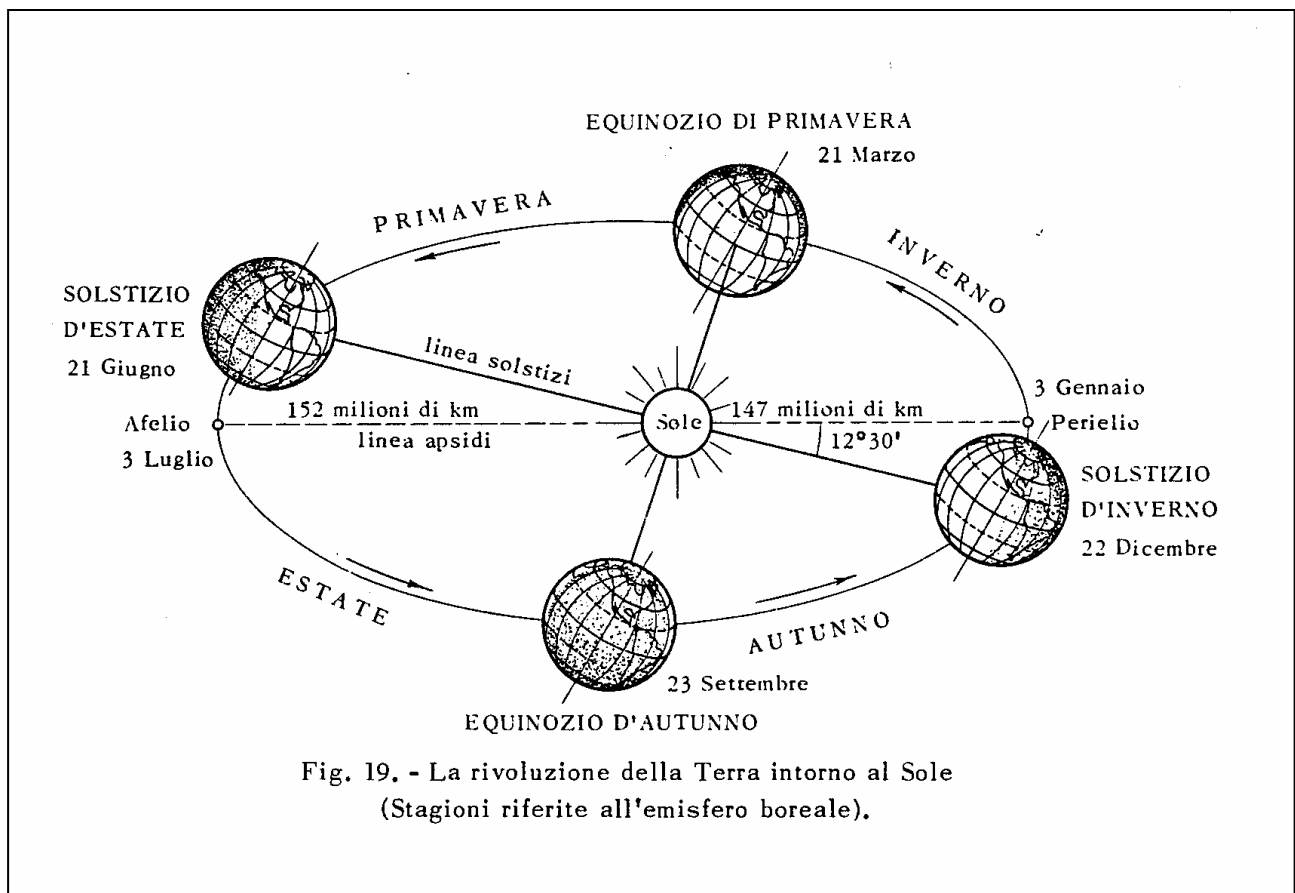 EQUINOZIO DI PRIMAVERA
21 Marzo
PRIMAVERA
INVERNO
SOLSTIZIO
D'ESTATE
21 Giugno
linea solstizi
3 Gennaio
Afelio
152 milioni di km
Sole
147 milioni di km
Perielio
linea apsidi
12°30'
3 Luglio
SOLSTIZIO
D'INVERNO
22 Dicembre
ESTATE
AUTUNNO
23 Settembre
EQUINOZIO D'AUTUNNO
Fig. 19. - La rivoluzione della Terra intorno al Sole
(Stagioni riferite all'emisfero boreale).